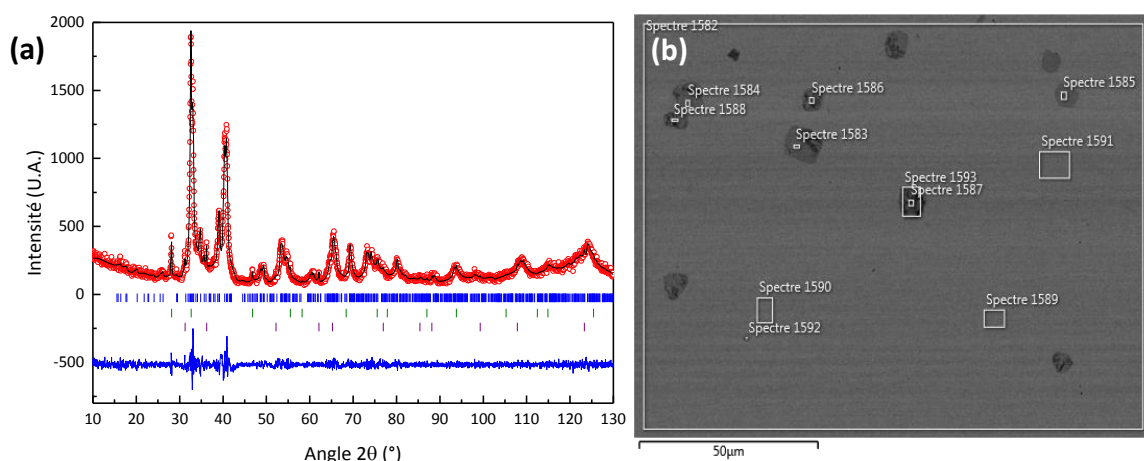 (a)
2000
1500
1000
500
0
-500
Intensité (U.A.)
10 20 30 40 50 60 70 80 90 100 110 120 130
Angle 2θ (°)
(b)
Spectre 1582
Spectre 1584
Spectre 1586
Spectre 1585
Spectre 1588
Spectre 1583
Spectre 1591
Spectre 1593
Spectre 1587
Spectre 1590
Spectre 1589
Spectre 1592
50µm